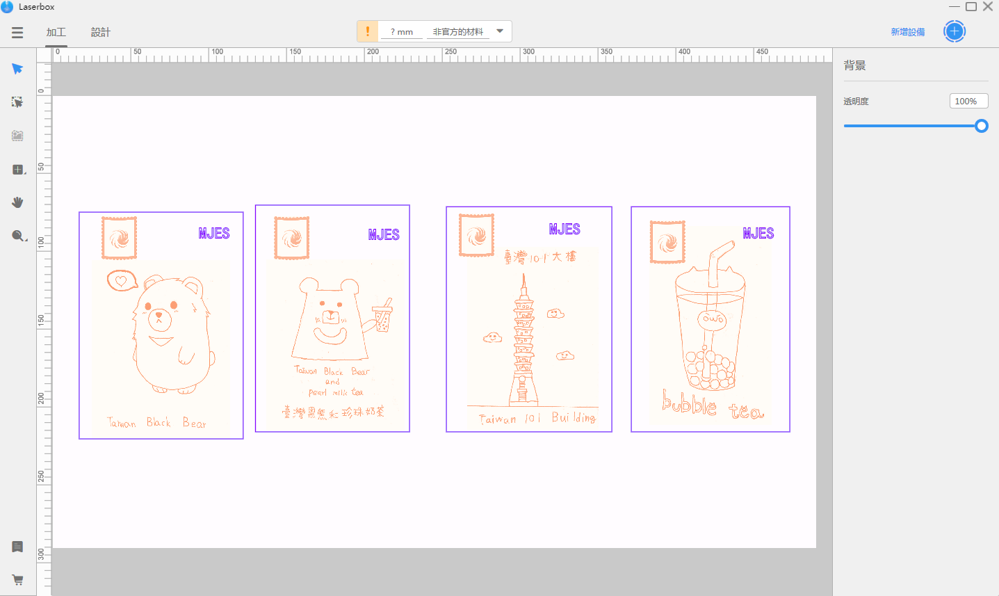 Laserbox
加工
設計
? mm
非官方的材料
新增設備
0 50 100 150 200 250 300 350 400 450
0
50
100
150
200
250
300
背景
透明度
100%
MJES
Taiwan Black Bear
MJES
Taiwan Black Bear
and
pearl milk tea
臺灣黑熊和珍珠奶茶
MJES
臺灣101大樓
Taiwan 101 Building
MJES
owo
bubble tea